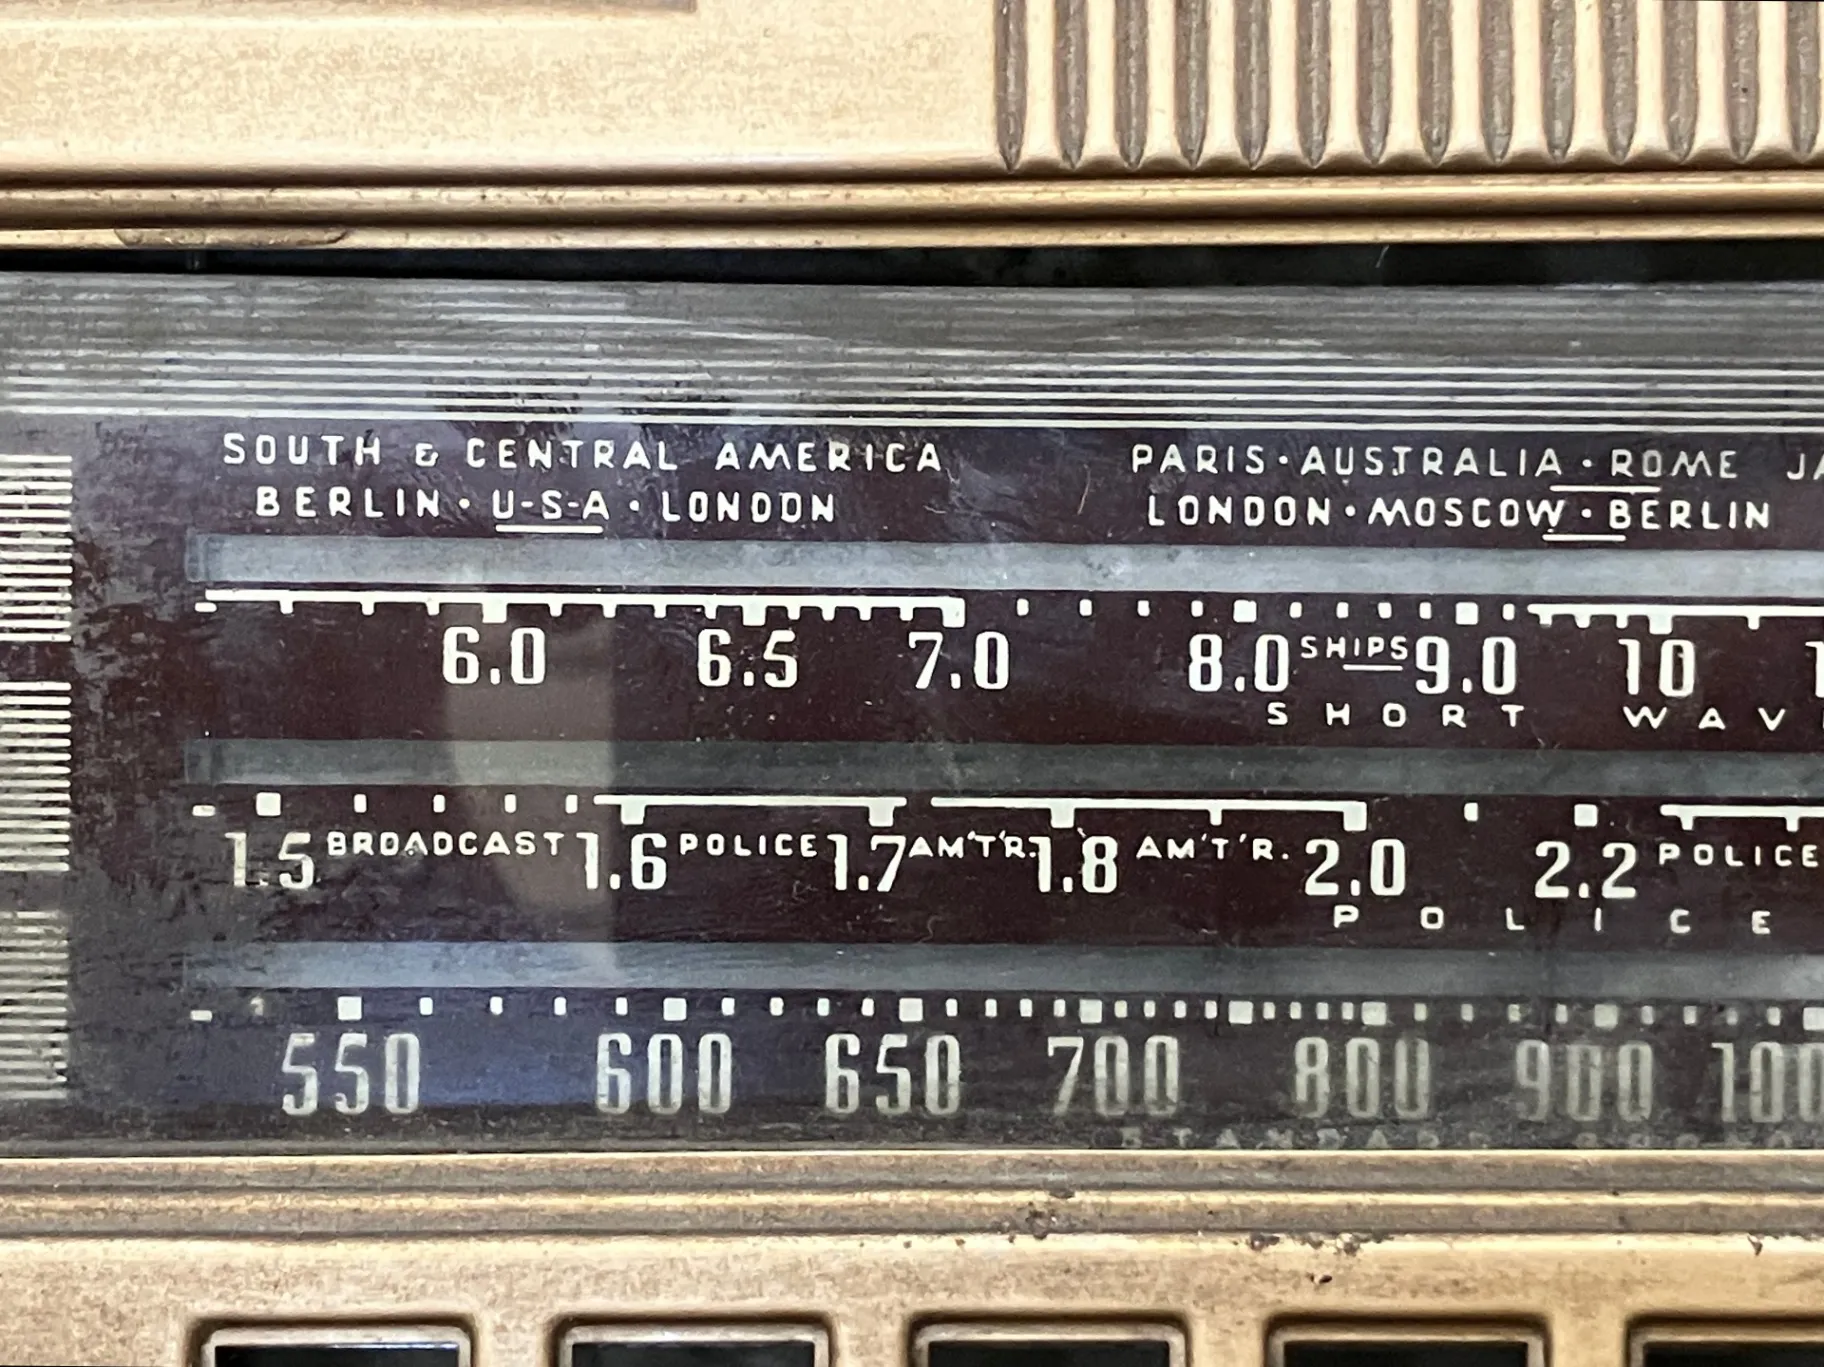 SOUTH & CENTRAL AMERICA
BERLIN · U-S-A · LONDON
PARIS · AUSTRALIA · ROME
LONDON · MOSCOW · BERLIN
6.0 6.5 7.0 8.0 SHIPS 9.0 10
SHORT
1.5 BROADCAST 1.6 POLICE 1.7 AM'T'R. 1.8 AM'T'R. 2.0 2.2 POLICE
POLICE
550 600 650 700 800 900
STANDARD